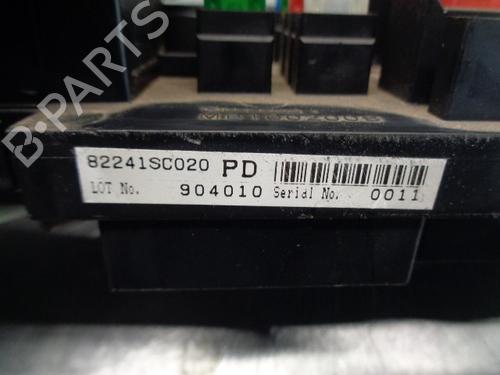 B-PARTS
82241SC020 PD
LOT No. 904010 Serial No. 0011